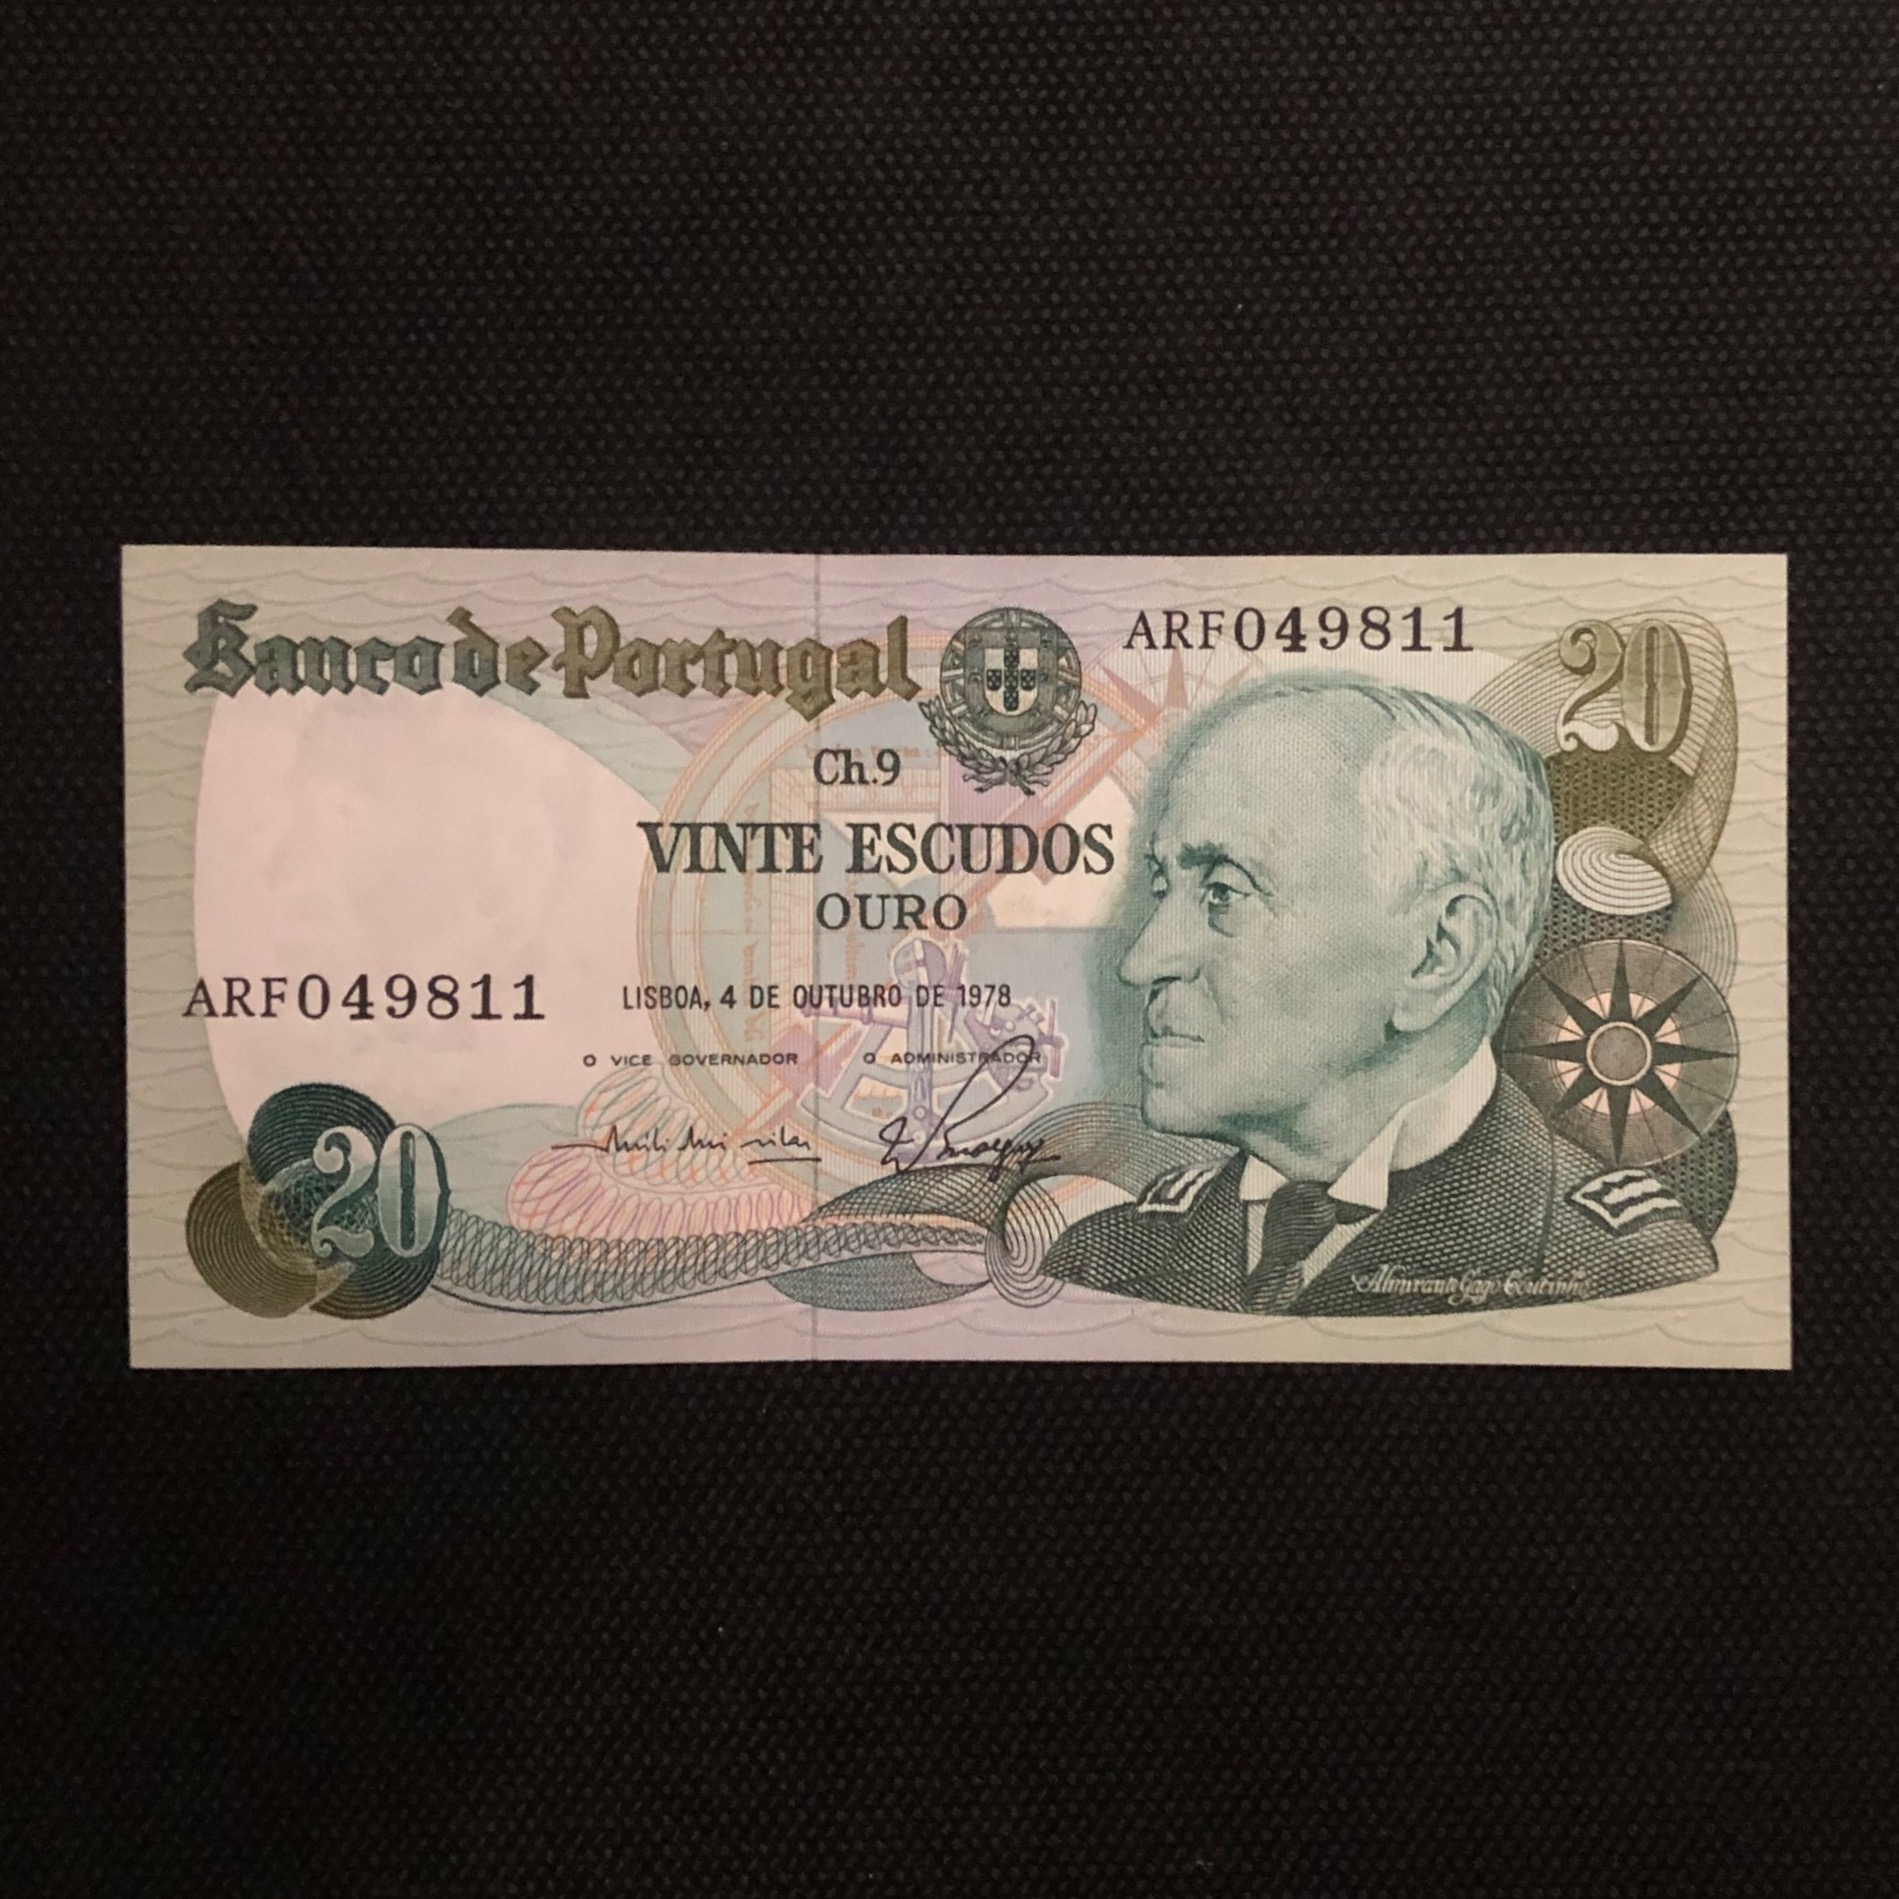 Banco de Portugal
ARF049811
20
Ch.9
VINTE ESCUDOS
OURO
ARF049811
LISBOA, 4 DE OUTUBRO DE 1978
O VICE GOVERNADOR
O ADMINISTRADOR
20
Almirante Gago Coutinho